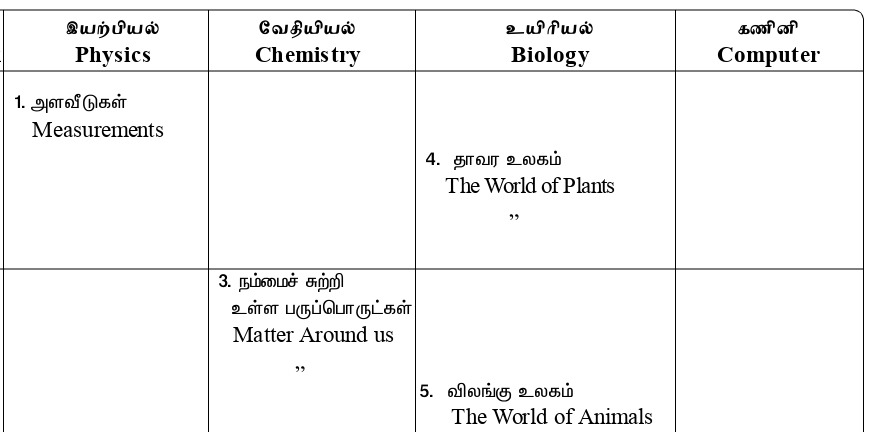 இயற்பியல் வேதியியல் உயிரியல் கணினி
Physics Chemistry Biology Computer
1. அளவீடுகள்
Measurements
4. தாவர உலகம்
The World of Plants
”
3. நம்மைச் சுற்றி
உள்ள பருப்பொருட்கள்
Matter Around us
”
5. விலங்கு உலகம்
The World of Animals